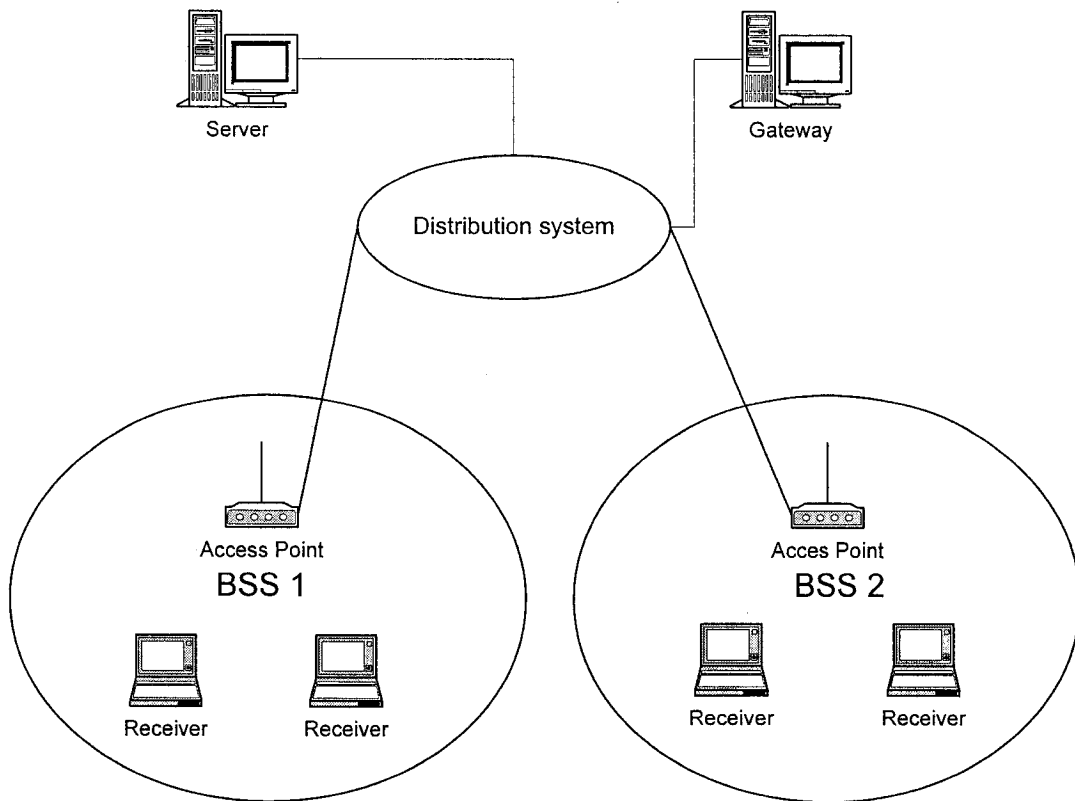 Server
Gateway
Distribution system
Access Point
BSS 1
Receiver
Receiver
Acces Point
BSS 2
Receiver
Receiver